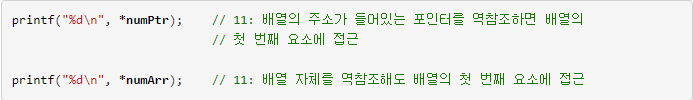 printf("%d\n", *numPtr);    // 11: 배열의 주소가 들어있는 포인터를 역참조하면 배열의
// 첫 번째 요소에 접근
printf("%d\n", *numArr);    // 11: 배열 자체를 역참조해도 배열의 첫 번째 요소에 접근